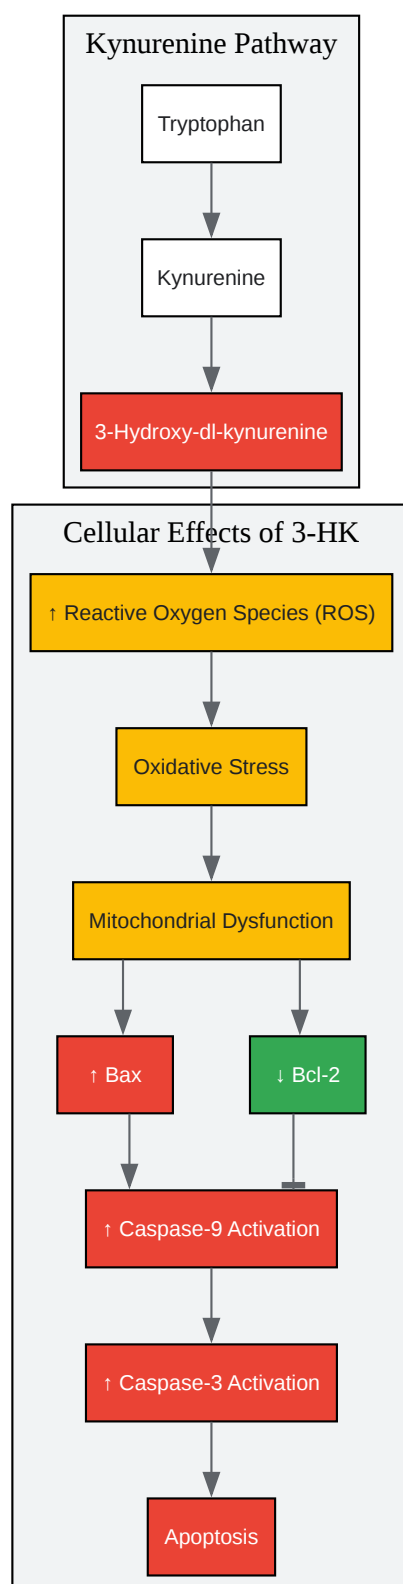 Kynurenine Pathway
Tryptophan
Kynurenine
3-Hydroxy-dl-kynurenine
Cellular Effects of 3-HK
↑ Reactive Oxygen Species (ROS)
Oxidative Stress
Mitochondrial Dysfunction
↑ Bax
↓ Bcl-2
↑ Caspase-9 Activation
↑ Caspase-3 Activation
Apoptosis